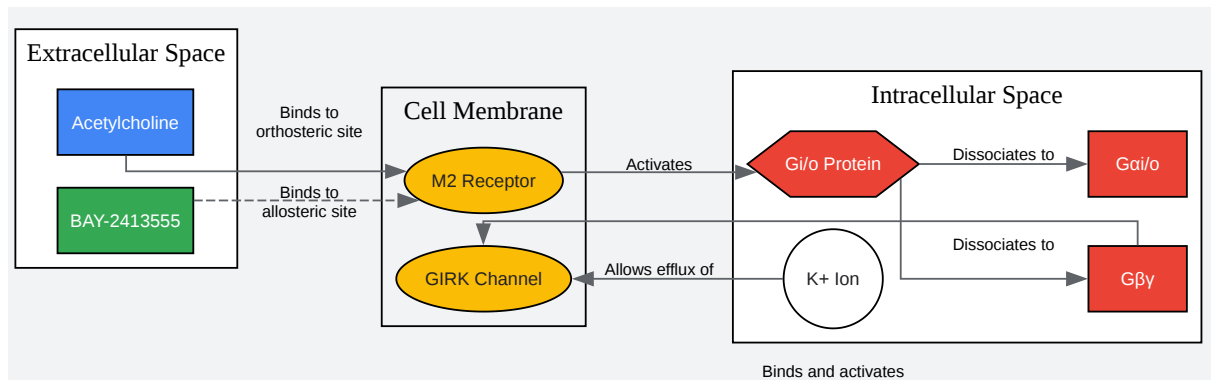 Extracellular Space
Acetylcholine
BAY-2413555
Binds to
orthosteric site
Binds to
allosteric site
Cell Membrane
M2 Receptor
GIRK Channel
Activates
Allows efflux of
Intracellular Space
Gi/o Protein
K+ Ion
Dissociates to
Dissociates to
Gαi/o
Gβγ
Binds and activates